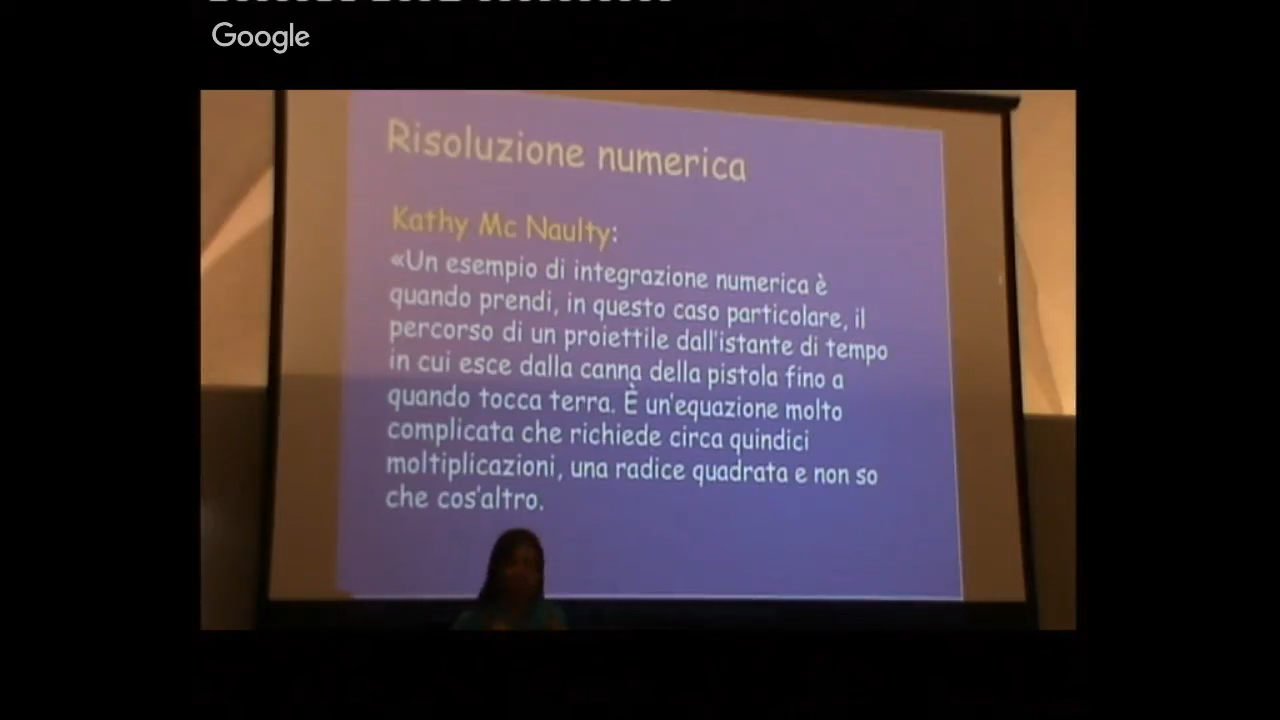 Google
Risoluzione numerica
Kathy Mc Naulty:
«Un esempio di integrazione numerica è
quando prendi, in questo caso particolare, il
percorso di un proiettile dall'istante di tempo
in cui esce dalla canna della pistola fino a
quando tocca terra. È un'equazione molto
complicata che richiede circa quindici
moltiplicazioni, una radice quadrata e non so
che cos'altro.